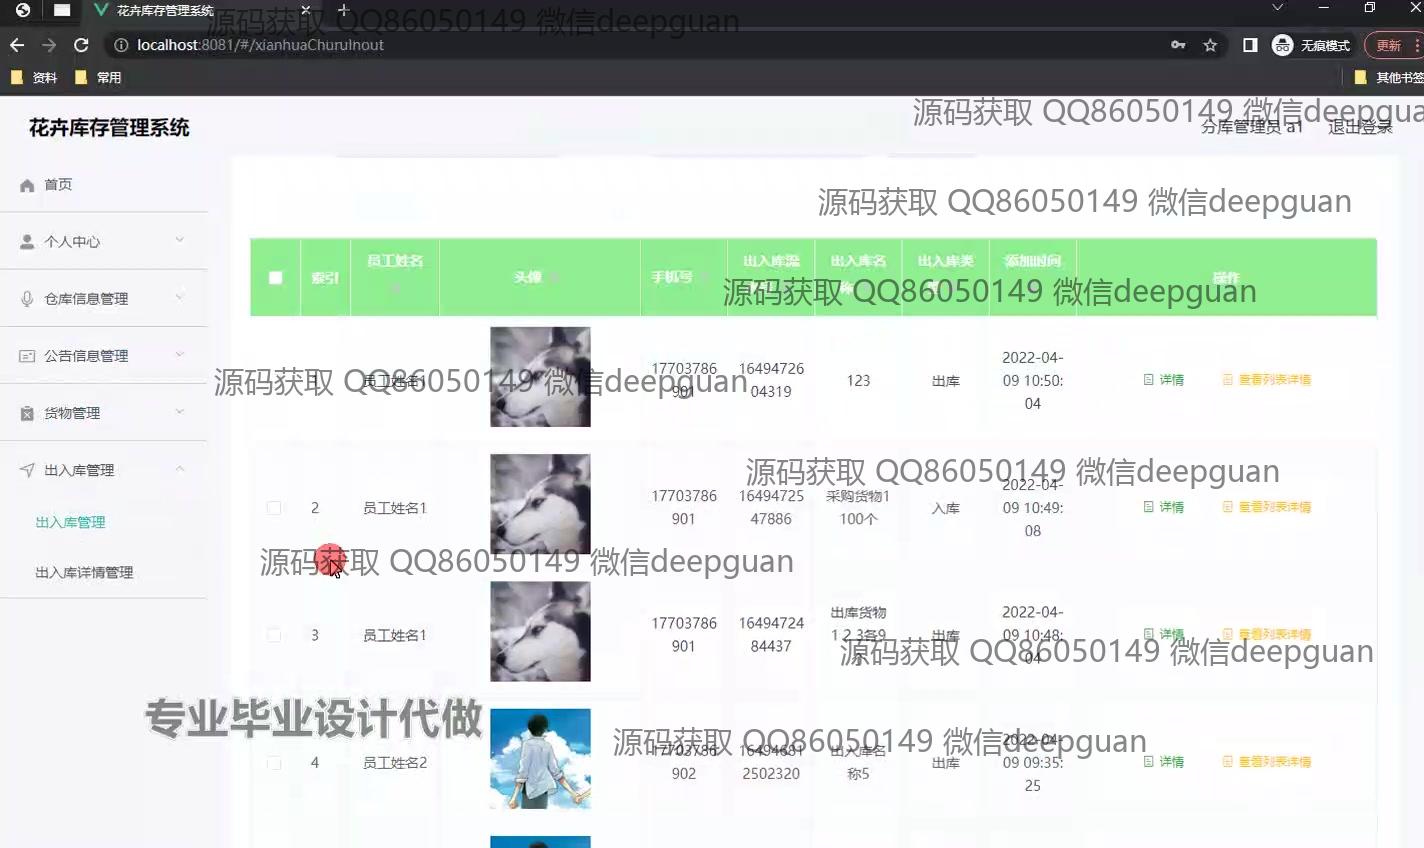 花卉库存管理系统
源码获取 QQ86050149 微信deepguan
localhost:8081/#/xianhuaChuruInout
无痕模式
更新
资料
常用
其他书签
花卉库存管理系统
源码获取 QQ86050149 微信deepgua
分库管理员 a1
退出登录
首页
源码获取 QQ86050149 微信deepguan
个人中心
仓库信息管理
公告信息管理
货物管理
出入库管理
出入库管理
出入库详情管理
索引
员工姓名
头像
手机号
出入库流
出入库名
称
出入库类
添加时间
操作
源码获取 QQ86050149 微信deepguan
员工姓名1
17703786
901
16494726
04319
123
出库
2022-04-
09 10:50:
04
详情
查看列表详情
源码获取 QQ86050149 微信deepguan
源码获取 QQ86050149 微信deepguan
2
员工姓名1
17703786
901
16494725
47886
采购货物1
100个
入库
2022-04-
09 10:49:
08
详情
查看列表详情
源码获取 QQ86050149 微信deepguan
3
员工姓名1
17703786
901
16494724
84437
出库货物
1 2 3各9
出库
2022-04-
09 10:48:
04
详情
查看列表详情
源码获取 QQ86050149 微信deepguan
专业毕业设计代做
源码获取 QQ86050149 微信deepguan
4
员工姓名2
17703786
902
16494681
2502320
出入库名
称5
出库
2022-04-
09 09:35:
25
详情
查看列表详情